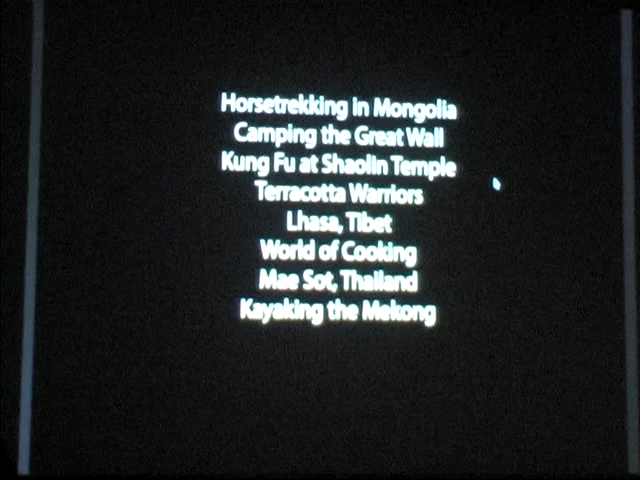 Horsetrekking in Mongolia
Camping the Great Wall
Kung Fu at Shaolin Temple
Terracotta Warriors
Lhasa, Tibet
World of Cooking
Mae Sot, Thailand
Kayaking the Mekong